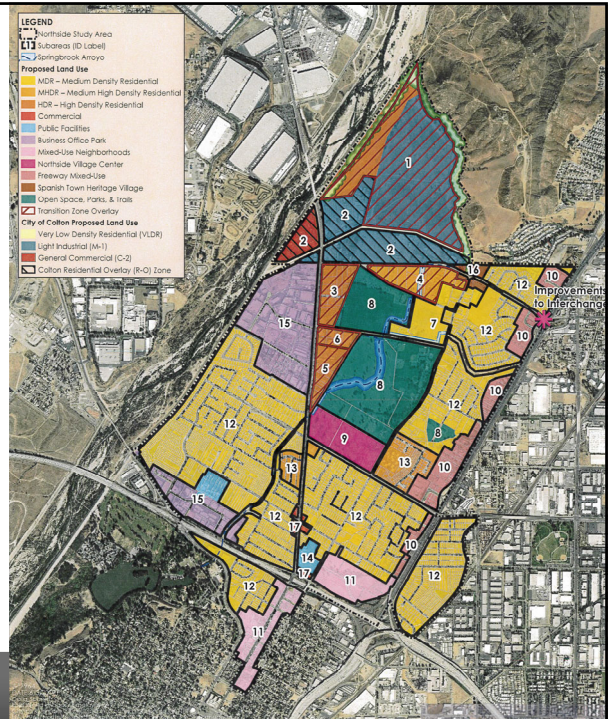 LEGEND
Northside Study Area
Subareas (ID Label)
Springbrook Arroyo
Proposed Land Use
MDR – Medium Density Residential
MHDR – Medium High Density Residential
HDR – High Density Residential
Commercial
Public Facilities
Business Office Park
Mixed-Use Neighborhoods
Northside Village Center
Freeway Mixed-Use
Spanish Town Heritage Village
Open Space, Parks, & Trails
Transition Zone Overlay
City of Colton Proposed Land Use
Very Low Density Residential (VLDR)
Light Industrial (M-1)
General Commercial (C-2)
Colton Residential Overlay (R-O) Zone
1
2
2
2
16
12
10
4
3
8
Improvements
to Interchange
15
7
12
10
6
5
8
10
12
12
8
9
13
10
13
15
12
17
12
10
14
17
11
12
12
11